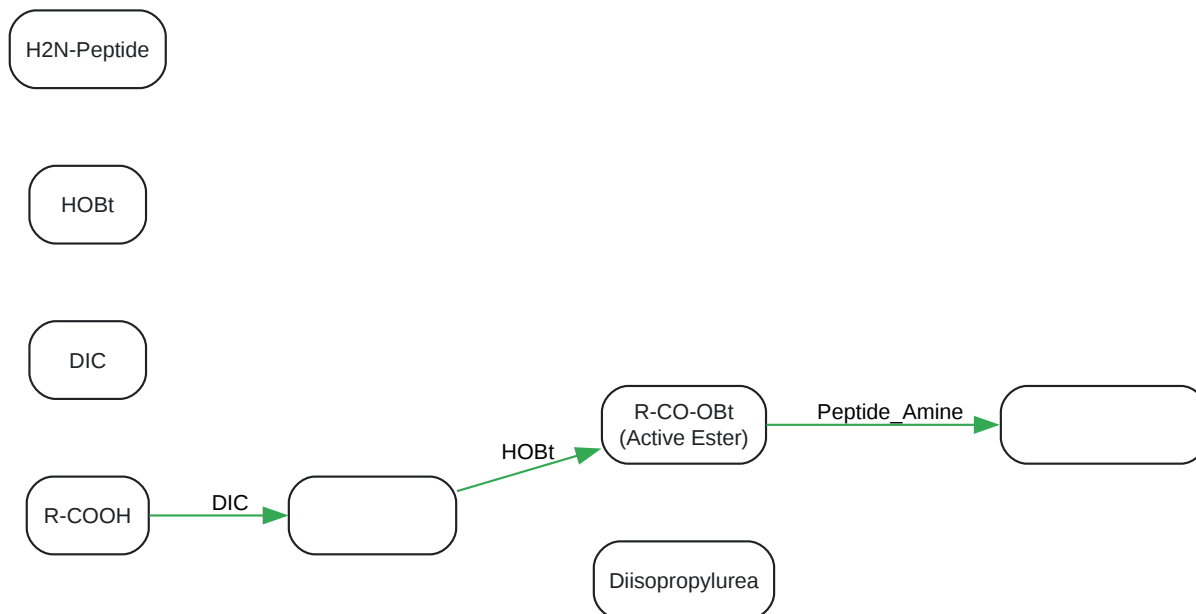 H2N-Peptide
HOBt
DIC
R-CO-OBt
(Active Ester)
Peptide_Amine
HOBt
R-COOH
DIC
Diisopropylurea